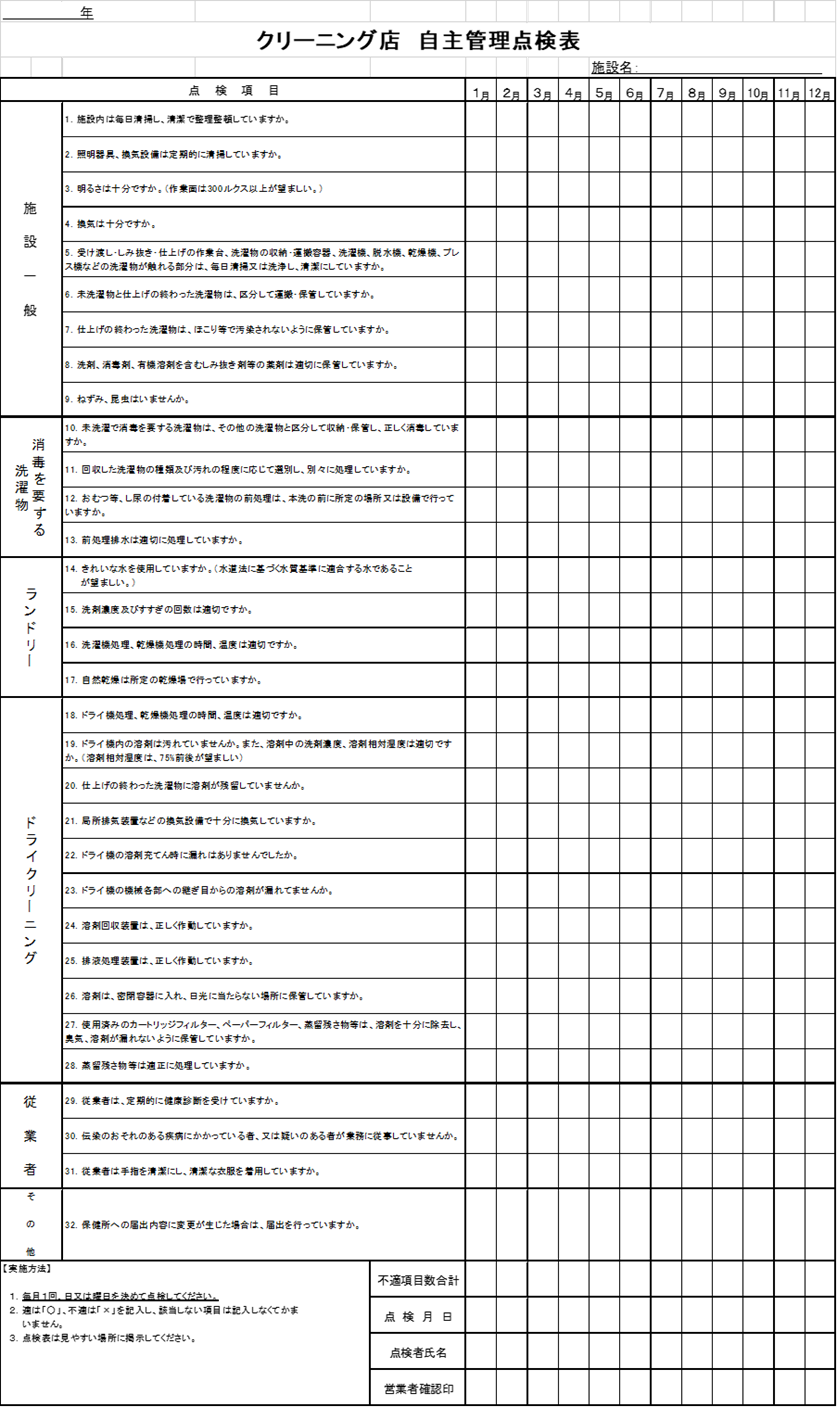 年
クリーニング店　自主管理点検表
施設名：
点　検　項　目　1月　2月　3月　4月　5月　6月　7月　8月　9月　10月　11月　12月
施設一般
1. 施設内は毎日清掃し、清潔で整理整頓していますか。
2. 照明器具、換気設備は定期的に清掃していますか。
3. 明るさは十分ですか。（作業面は300ルクス以上が望ましい。）
4. 換気は十分ですか。
5. 受け渡し・しみ抜き・仕上げの作業台、洗濯物の収納・運搬容器、洗濯機、脱水機、乾燥機、プレ
ス機などの洗濯物が触れる部分は、毎日清掃又は洗浄し、清潔にしていますか。
6. 未洗濯物と仕上げの終わった洗濯物は、区分して運搬・保管していますか。
7. 仕上げの終わった洗濯物は、ほこり等で汚染されないように保管していますか。
8. 洗剤、消毒剤、有機溶剤を含むしみ抜き剤等の薬剤は適切に保管していますか。
9. ねずみ、昆虫はいませんか。
消毒を要する
洗濯物
10. 未洗濯で消毒を要する洗濯物は、その他の洗濯物と区分して収納・保管し、正しく消毒していま
すか。
11. 回収した洗濯物の種類及び汚れの程度に応じて選別し、別々に処理していますか。
12. おむつ等、し尿の付着している洗濯物の前処理は、本洗の前に所定の場所又は設備で行って
いますか。
13. 前処理排水は適切に処理していますか。
ランドリー
14. きれいな水を使用していますか。（水道法に基づく水質基準に適合する水であること
が望ましい。）
15. 洗剤濃度及びすすぎの回数は適切ですか。
16. 洗濯機処理、乾燥機処理の時間、温度は適切ですか。
17. 自然乾燥は所定の乾燥場で行っていますか。
ドライクリーニング
18. ドライ機処理、乾燥機処理の時間、温度は適切ですか。
19. ドライ機内の溶剤は汚れていませんか。また、溶剤中の洗剤濃度、溶剤相対湿度は適切です
か。（溶剤相対湿度は、75%前後が望ましい）
20. 仕上げの終わった洗濯物に溶剤が残留していませんか。
21. 局所排気装置などの換気設備で十分に換気していますか。
22. ドライ機の溶剤充てん時に漏れはありませんでしたか。
23. ドライ機の機械各部への継ぎ目からの溶剤が漏れてませんか。
24. 溶剤回収装置は、正しく作動していますか。
25. 排液処理装置は、正しく作動していますか。
26. 溶剤は、密閉容器に入れ、日光に当たらない場所に保管していますか。
27. 使用済みのカートリッジフィルター、ペーパーフィルター、蒸留残さ物等は、溶剤を十分に除去し、
臭気、溶剤が漏れないように保管していますか。
28. 蒸留残さ物等は適正に処理していますか。
従業者
29. 従業者は、定期的に健康診断を受けていますか。
30. 伝染のおそれのある疾病にかかっている者、又は疑いのある者が業務に従事していませんか。
31. 従業者は手指を清潔にし、清潔な衣服を着用していますか。
その他
32. 保健所への届出内容に変更が生じた場合は、届出を行っていますか。
【実施方法】
1. 毎月1回、日又は曜日を決めて点検してください。
2. 適は「○」、不適は「×」を記入し、該当しない項目は記入しなくてかま
いません。
3. 点検表は見やすい場所に掲示してください。
不適項目数合計
点　検　月　日
点検者氏名
営業者確認印